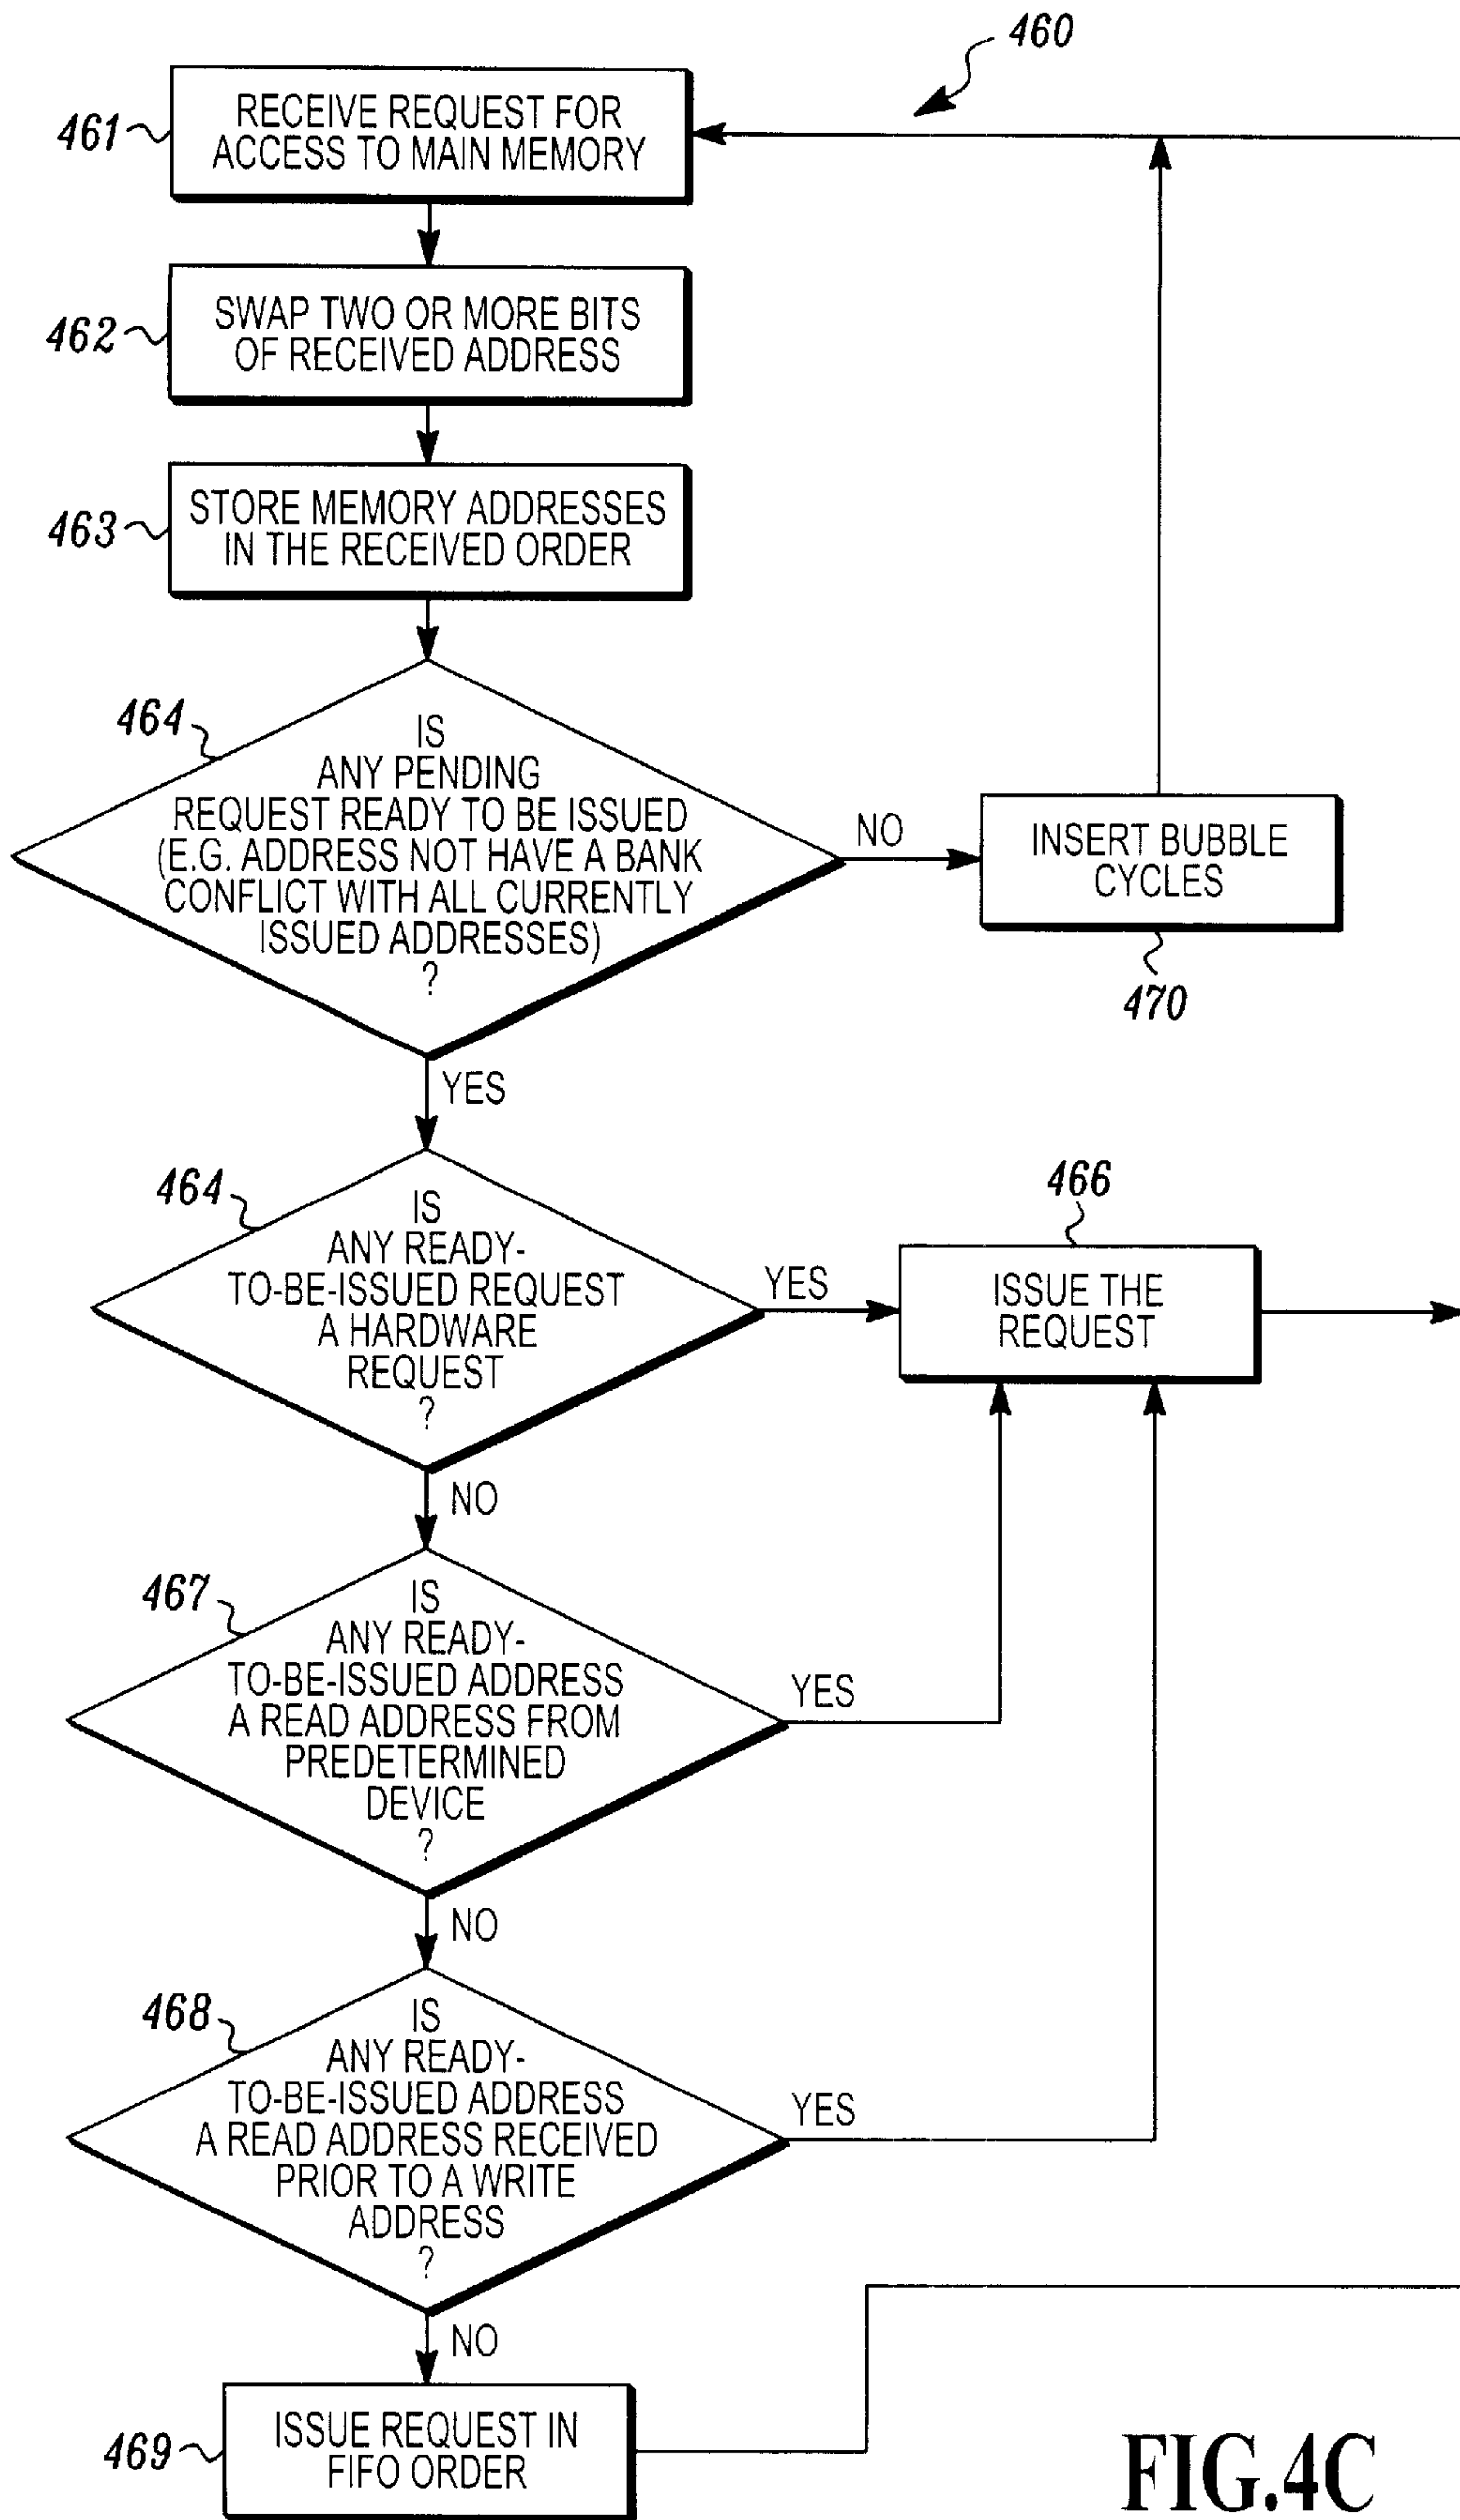 460
461
RECEIVE REQUEST FOR
ACCESS TO MAIN MEMORY
462
SWAP TWO OR MORE BITS
OF RECEIVED ADDRESS
463
STORE MEMORY ADDRESSES
IN THE RECEIVED ORDER
464
IS
ANY PENDING
REQUEST READY TO BE ISSUED
(E.G. ADDRESS NOT HAVE A BANK
CONFLICT WITH ALL CURRENTLY
ISSUED ADDRESSES)
?
NO
INSERT BUBBLE
CYCLES
470
YES
464
IS
ANY READY-
TO-BE-ISSUED REQUEST
A HARDWARE
REQUEST
?
YES
466
ISSUE THE
REQUEST
NO
467
IS
ANY READY-
TO-BE-ISSUED ADDRESS
A READ ADDRESS FROM
PREDETERMINED
DEVICE
?
YES
NO
468
IS
ANY READY-
TO-BE-ISSUED ADDRESS
A READ ADDRESS RECEIVED
PRIOR TO A WRITE
ADDRESS
?
YES
NO
469
ISSUE REQUEST IN
FIFO ORDER
FIG.4C